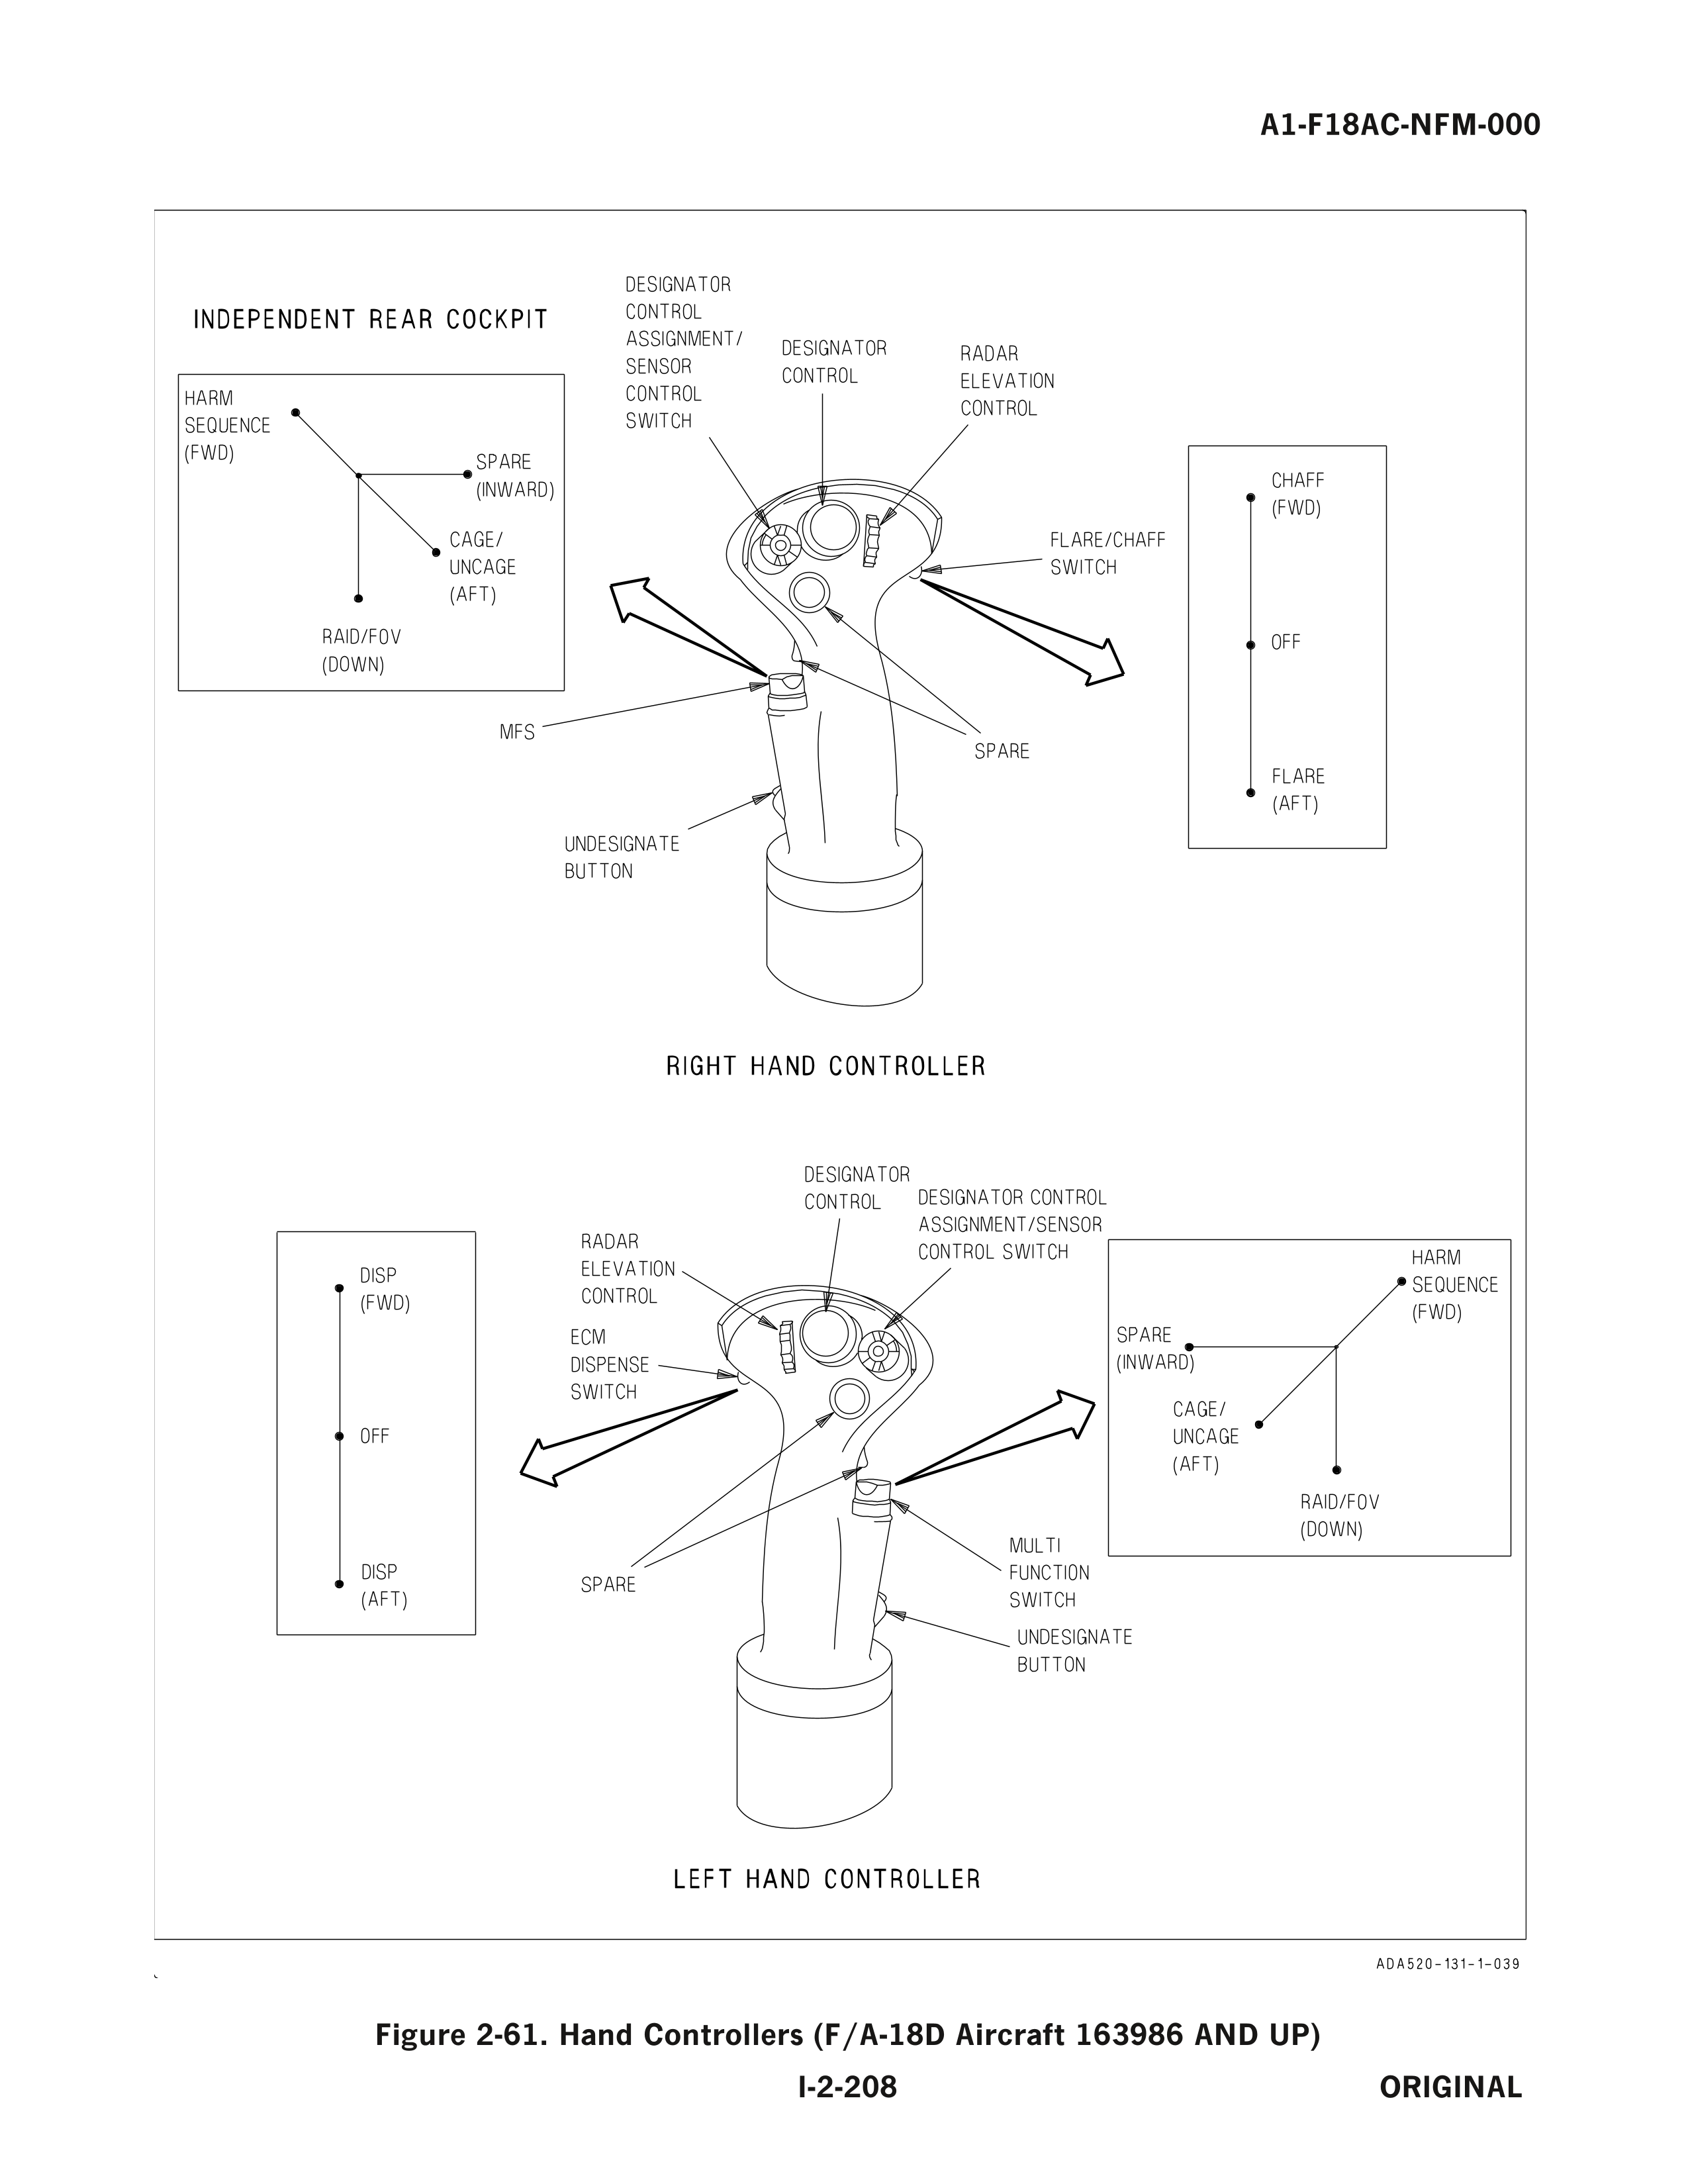 A1-F18AC-NFM-000
INDEPENDENT REAR COCKPIT
HARM
SEQUENCE
(FWD)
SPARE
(INWARD)
CAGE/
UNCAGE
(AFT)
RAID/FOV
(DOWN)
DESIGNATOR
CONTROL
ASSIGNMENT/
SENSOR
CONTROL
SWITCH
DESIGNATOR
CONTROL
RADAR
ELEVATION
CONTROL
FLARE/CHAFF
SWITCH
CHAFF
(FWD)
OFF
FLARE
(AFT)
MFS
SPARE
UNDESIGNATE
BUTTON
RIGHT HAND CONTROLLER
DESIGNATOR
CONTROL
DESIGNATOR CONTROL
ASSIGNMENT/SENSOR
CONTROL SWITCH
RADAR
ELEVATION
CONTROL
ECM
DISPENSE
SWITCH
DISP
(FWD)
OFF
DISP
(AFT)
HARM
SEQUENCE
(FWD)
SPARE
(INWARD)
CAGE/
UNCAGE
(AFT)
RAID/FOV
(DOWN)
SPARE
MULTI
FUNCTION
SWITCH
UNDESIGNATE
BUTTON
LEFT HAND CONTROLLER
ADA520-131-1-039
Figure 2-61. Hand Controllers (F/A-18D Aircraft 163986 AND UP)
I-2-208
ORIGINAL